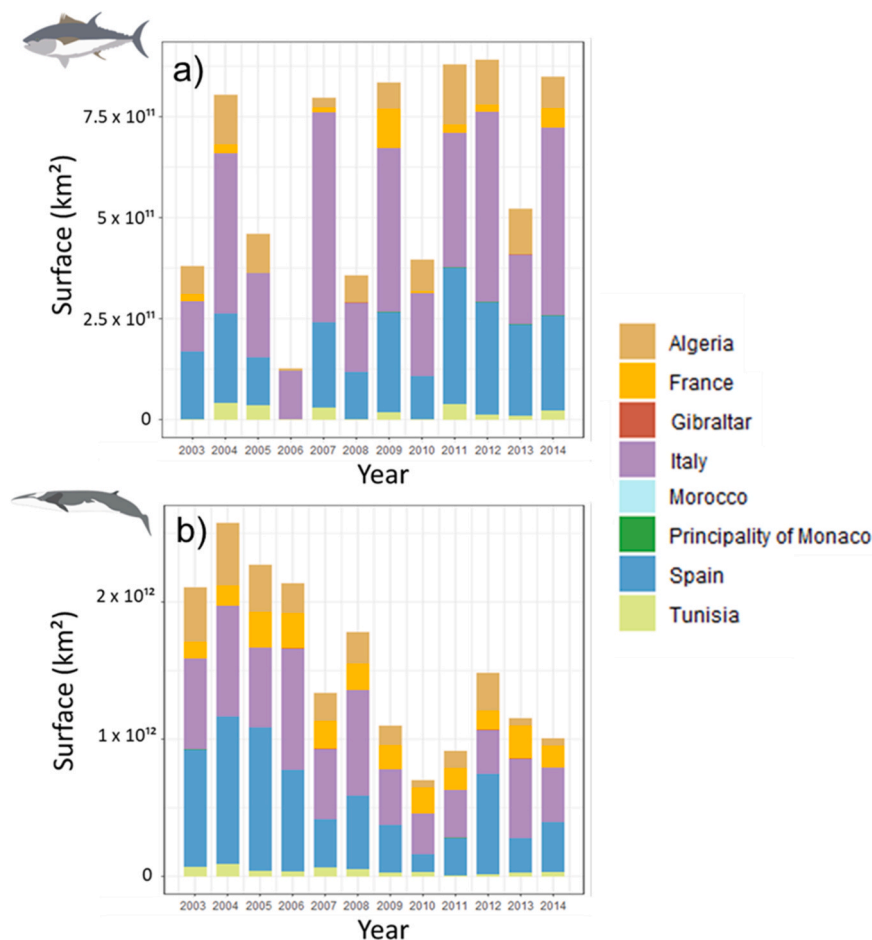 a)
Surface (km²)
7.5 x 10¹¹
5 x 10¹¹
2.5 x 10¹¹
0
2003 2004 2005 2006 2007 2008 2009 2010 2011 2012 2013 2014
Year
Algeria
France
Gibraltar
Italy
Morocco
Principality of Monaco
Spain
Tunisia
b)
Surface (km²)
2 x 10¹²
1 x 10¹²
0
2003 2004 2005 2006 2007 2008 2009 2010 2011 2012 2013 2014
Year